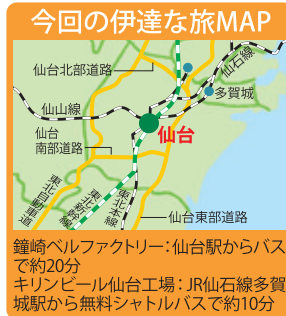 今回の伊達な旅MAP
仙台北部道路
仙石線
多賀城
仙山線
仙台
仙台
南部道路
東北自動車道
東北新幹線
東北本線
仙台東部道路
鐘崎ベルファクトリー：仙台駅からバス
で約20分
キリンビール仙台工場：JR仙石線多賀
城駅から無料シャトルバスで約10分